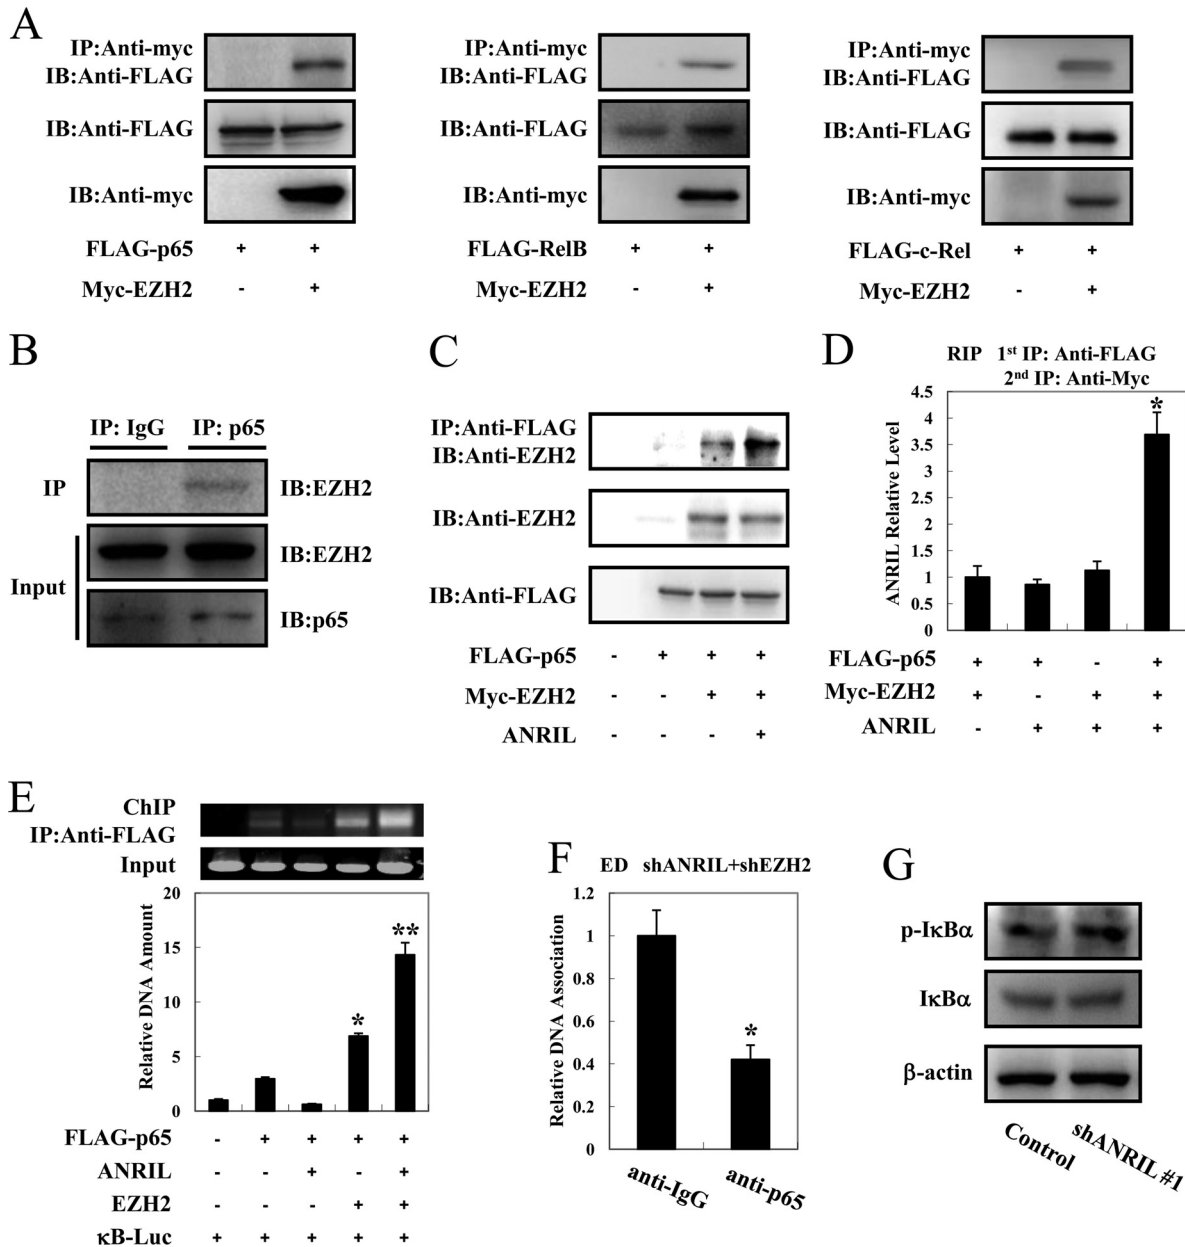 A
IP:Anti-myc
IB:Anti-FLAG
IB:Anti-FLAG
IB:Anti-myc
FLAG-p65 + +
Myc-EZH2 - +
IP:Anti-myc
IB:Anti-FLAG
IB:Anti-FLAG
IB:Anti-myc
FLAG-RelB + +
Myc-EZH2 - +
IP:Anti-myc
IB:Anti-FLAG
IB:Anti-FLAG
IB:Anti-myc
FLAG-c-Rel + +
Myc-EZH2 - +
B
IP: IgG IP: p65
IP IB:EZH2
Input IB:EZH2
IB:p65
C
IP:Anti-FLAG
IB:Anti-EZH2
IB:Anti-EZH2
IB:Anti-FLAG
FLAG-p65 - + + +
Myc-EZH2 - - + +
ANRIL - - - +
D
RIP 1st IP: Anti-FLAG
2nd IP: Anti-Myc
ANRIL Relative Level
4.5
4
3.5
3
2.5
2
1.5
1
0.5
0
*
FLAG-p65 + + - +
Myc-EZH2 + - + +
ANRIL - + + +
E
ChIP
IP:Anti-FLAG
Input
Relative DNA Amount
20
15
10
5
0
* **
FLAG-p65 - + + + +
ANRIL - - + - +
EZH2 - - - + +
κB-Luc + + + + +
F
ED shANRIL+shEZH2
Relative DNA Association
1.2
1
0.8
0.6
0.4
0.2
0
*
anti-IgG anti-p65
G
p-IκBα
IκBα
β-actin
Control shANRIL #1